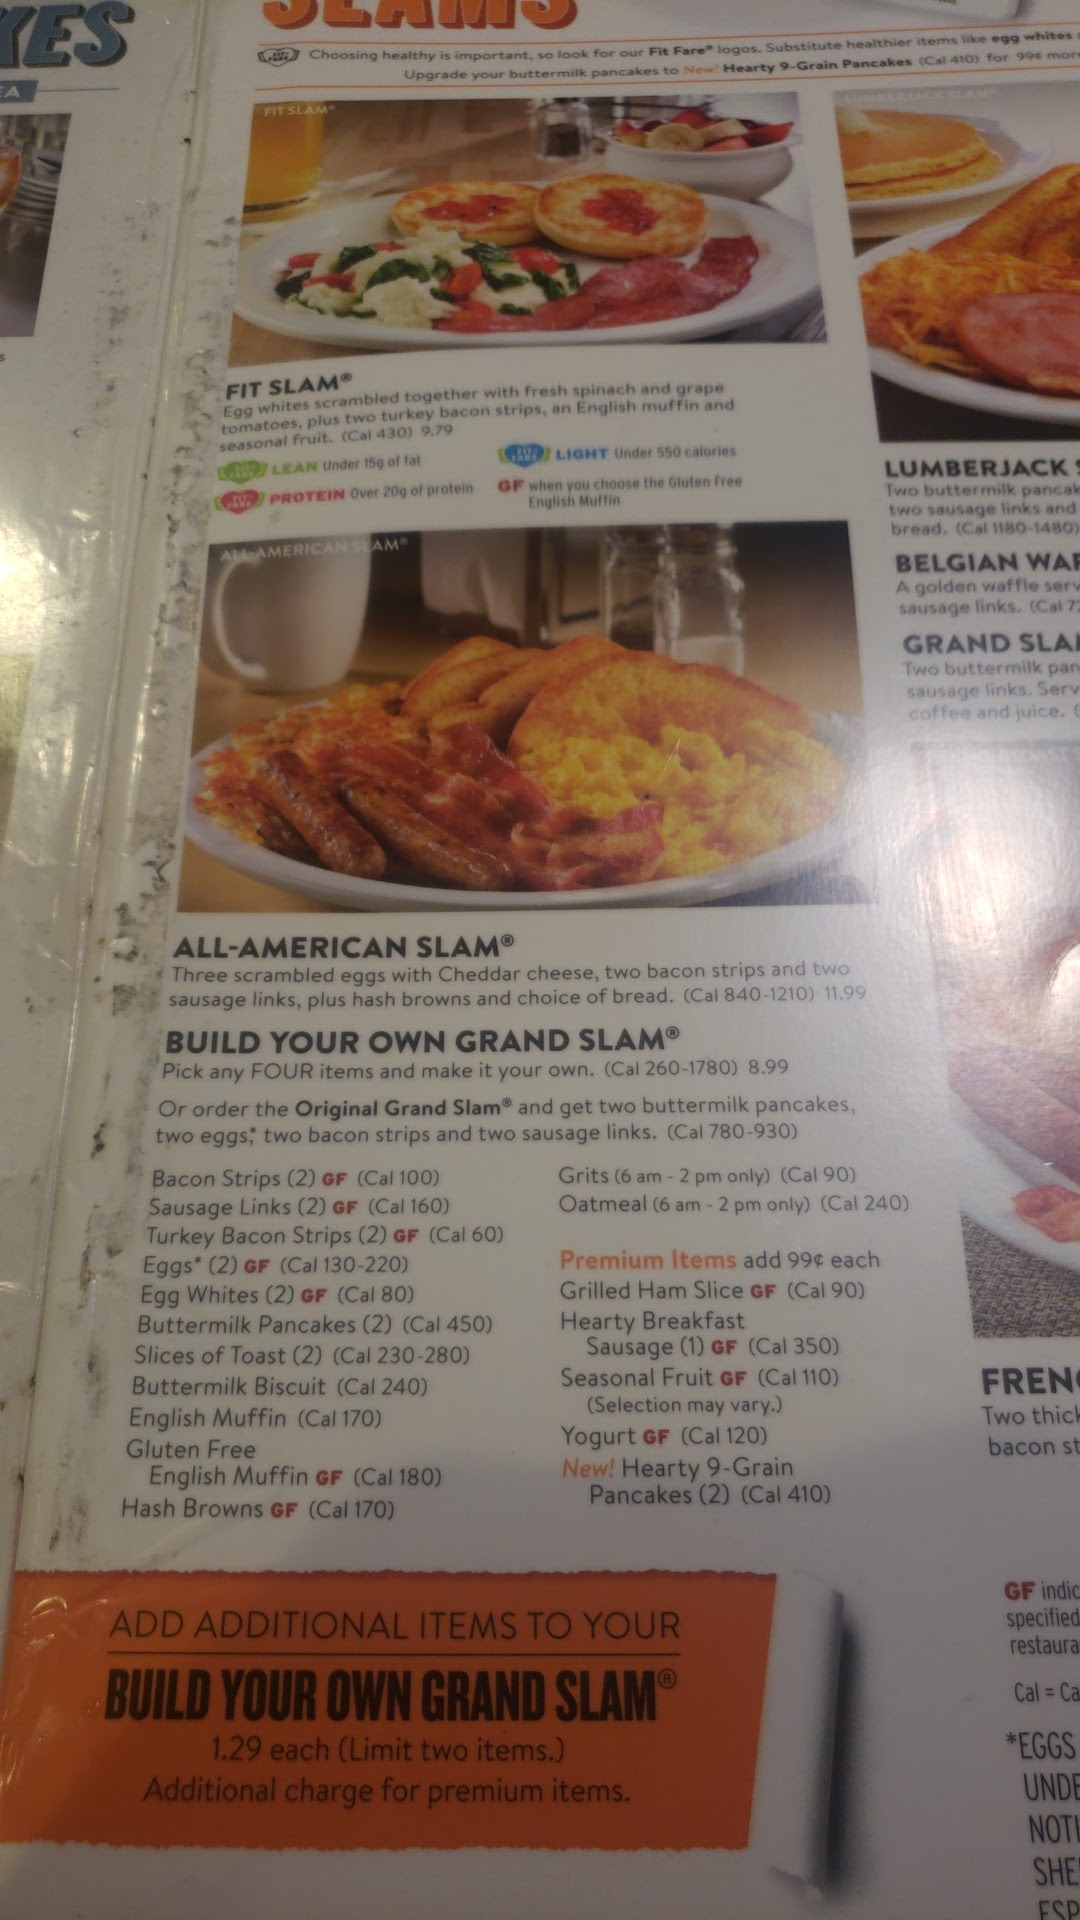 KES
SLAMS
Choosing healthy is important, so look for our Fit Fare® logos. Substitute healthier items like egg whites
Upgrade your buttermilk pancakes to New! Hearty 9-Grain Pancakes (Cal 410) for 99¢ more
FIT SLAM®
FIT SLAM®
Egg whites scrambled together with fresh spinach and grape
tomatoes, plus two turkey bacon strips, an English muffin and
seasonal fruit. (Cal 430) 9.79
FIT FARE LEAN Under 15g of fat
FIT FARE LIGHT Under 550 calories
FIT FARE PROTEIN Over 20g of protein
GF when you choose the Gluten Free
English Muffin
ALL-AMERICAN SLAM®
ALL-AMERICAN SLAM®
Three scrambled eggs with Cheddar cheese, two bacon strips and two
sausage links, plus hash browns and choice of bread. (Cal 840-1210) 11.99
BUILD YOUR OWN GRAND SLAM®
Pick any FOUR items and make it your own. (Cal 260-1780) 8.99
Or order the Original Grand Slam® and get two buttermilk pancakes,
two eggs,* two bacon strips and two sausage links. (Cal 780-930)
Bacon Strips (2) GF (Cal 100)
Sausage Links (2) GF (Cal 160)
Turkey Bacon Strips (2) GF (Cal 60)
Eggs* (2) GF (Cal 130-220)
Egg Whites (2) GF (Cal 80)
Buttermilk Pancakes (2) (Cal 450)
Slices of Toast (2) (Cal 230-280)
Buttermilk Biscuit (Cal 240)
English Muffin (Cal 170)
Gluten Free
English Muffin GF (Cal 180)
Hash Browns GF (Cal 170)
Grits (6 am - 2 pm only) (Cal 90)
Oatmeal (6 am - 2 pm only) (Cal 240)
Premium Items add 99¢ each
Grilled Ham Slice GF (Cal 90)
Hearty Breakfast
Sausage (1) GF (Cal 350)
Seasonal Fruit GF (Cal 110)
(Selection may vary.)
Yogurt GF (Cal 120)
New! Hearty 9-Grain
Pancakes (2) (Cal 410)
ADD ADDITIONAL ITEMS TO YOUR
BUILD YOUR OWN GRAND SLAM®
1.29 each (Limit two items.)
Additional charge for premium items.
LUMBERJACK SLAM®
LUMBERJACK S
Two buttermilk pancak
two sausage links and
bread. (Cal 1180-1480)
BELGIAN WAF
A golden waffle serv
sausage links. (Cal 7
GRAND SLAM
Two buttermilk pan
sausage links. Serv
coffee and juice. (
FRENC
Two thick
bacon st
GF indic
specified
restaura
Cal = Ca
*EGGS
UNDE
NOTI
SHE
ESP